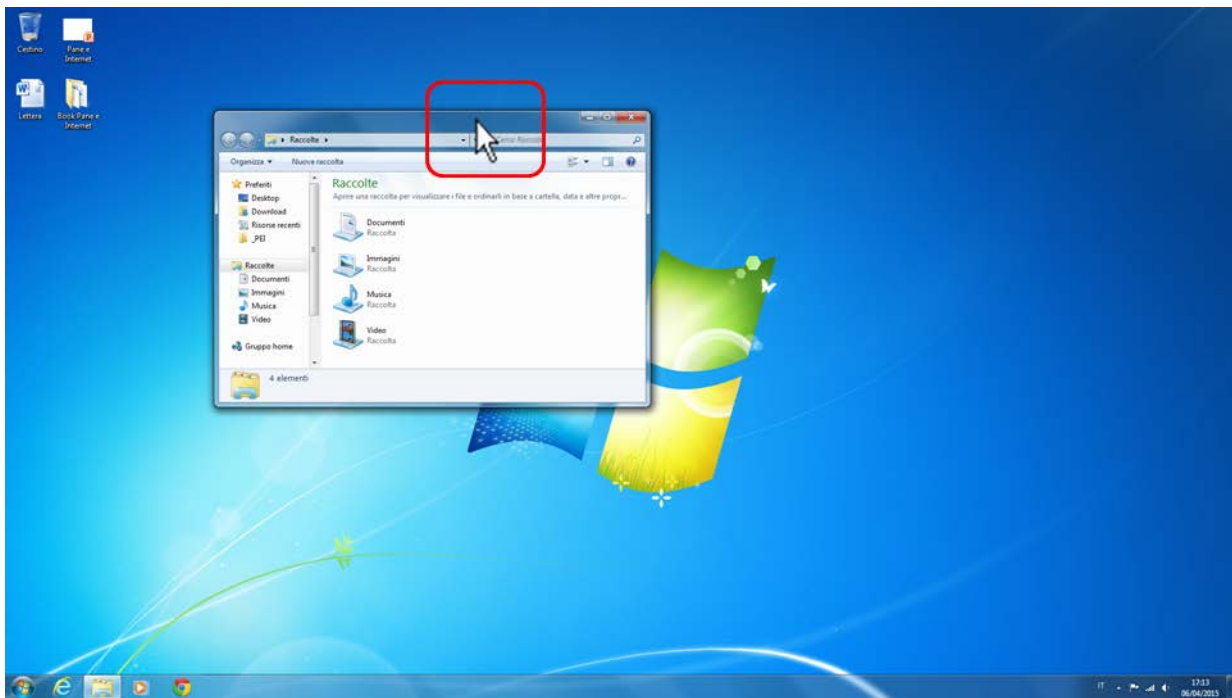 Cestino
Pane e
Internet
Lettera
Book Pane e
Internet
Raccolte
Cerca Raccolte
Organizza
Nuova raccolta
Preferiti
Desktop
Download
Risorse recenti
_PEI
Raccolte
Documenti
Immagini
Musica
Video
Gruppo home
Raccolte
Aprire una raccolta per visualizzare i file e ordinarli in base a cartella, data e altre propr...
Documenti
Raccolta
Immagini
Raccolta
Musica
Raccolta
Video
Raccolta
4 elementi
IT
17:13
06/04/2015